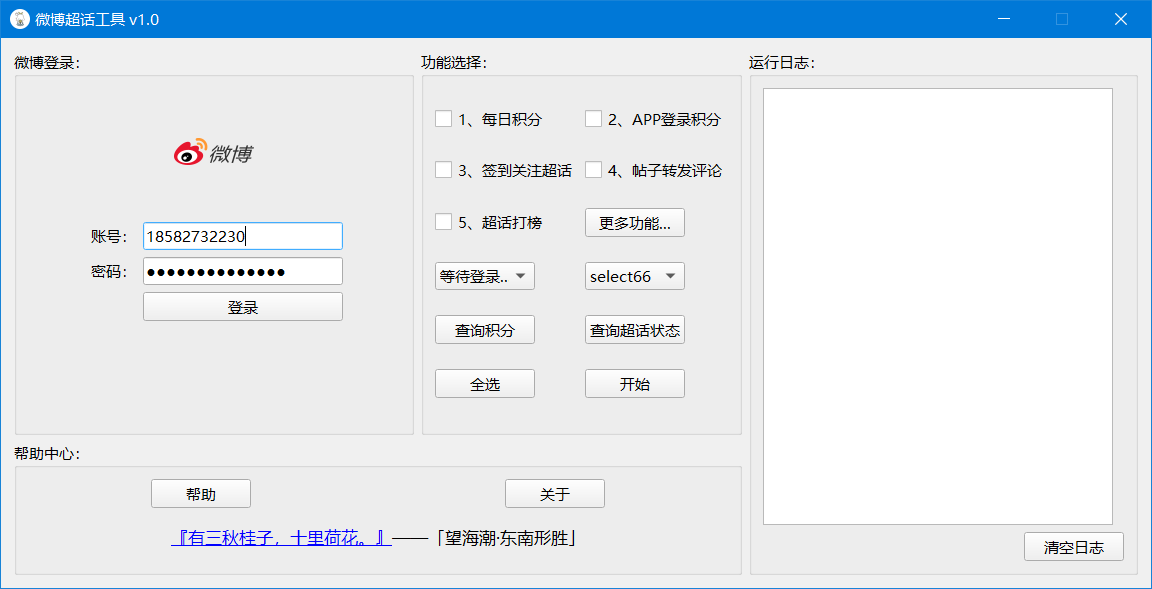 微博超话工具 v1.0
微博登录：
微博
账号： 18582732230
密码： ●●●●●●●●●●●●●●
登录
功能选择：
1、每日积分 2、APP登录积分
3、签到关注超话 4、帖子转发评论
5、超话打榜 更多功能...
等待登录.. select66
查询积分 查询超话状态
全选 开始
运行日志：
清空日志
帮助中心：
帮助 关于
『有三秋桂子，十里荷花。』——「望海潮·东南形胜」